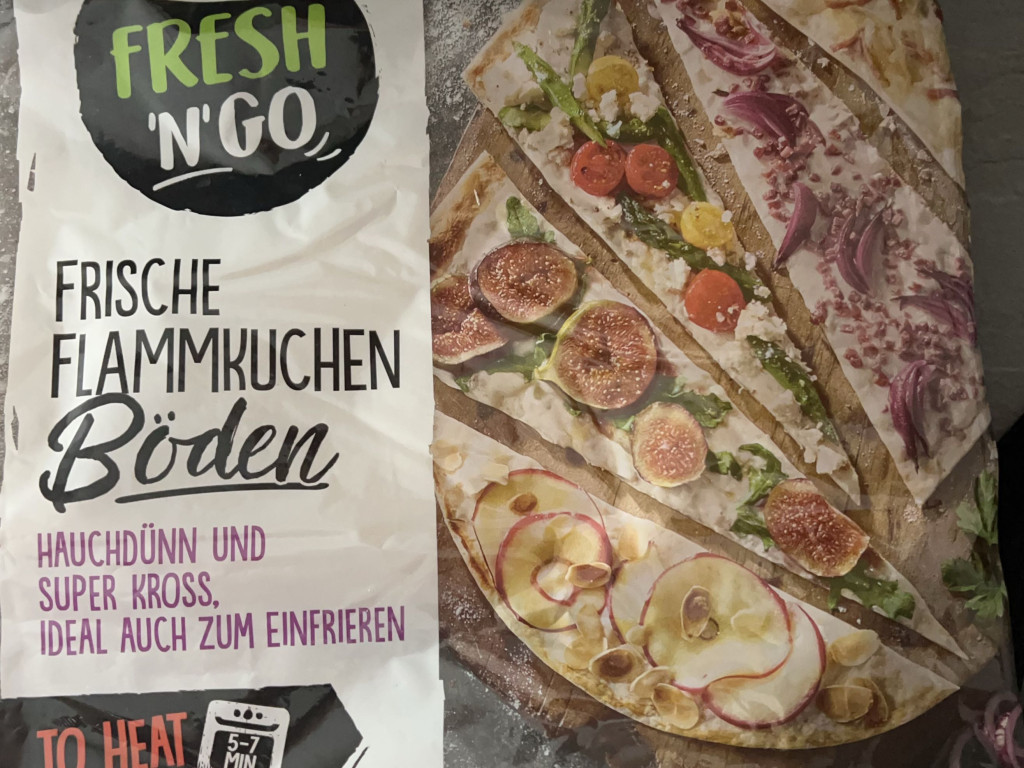 FRESH
'N' GO
FRISCHE
FLAMMKUCHEN
Böden
HAUCHDÜNN UND
SUPER KROSS,
IDEAL AUCH ZUM EINFRIEREN
TO HEAT
5-7
MIN